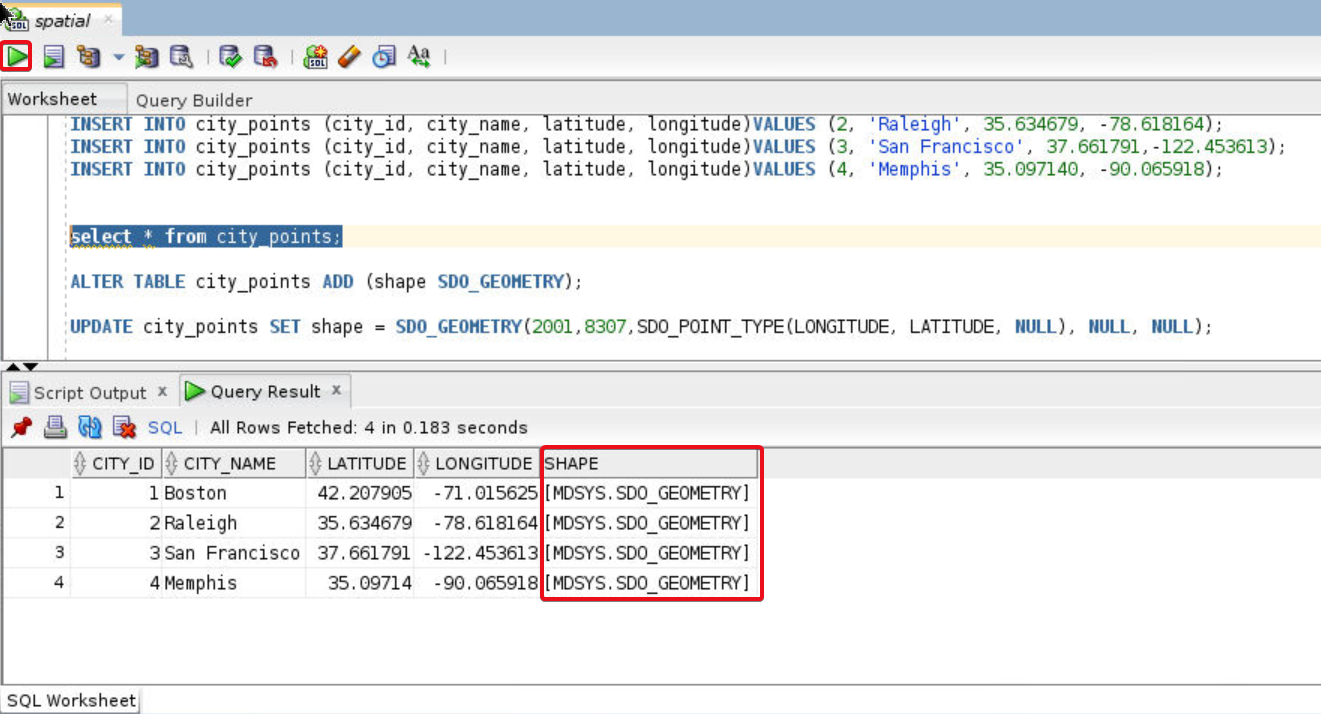 spatial
Worksheet Query Builder
INSERT INTO city_points (city_id, city_name, latitude, longitude)VALUES (2, 'Raleigh', 35.634679, -78.618164);
INSERT INTO city_points (city_id, city_name, latitude, longitude)VALUES (3, 'San Francisco', 37.661791,-122.453613);
INSERT INTO city_points (city_id, city_name, latitude, longitude)VALUES (4, 'Memphis', 35.097140, -90.065918);
select * from city_points;
ALTER TABLE city_points ADD (shape SDO_GEOMETRY);
UPDATE city_points SET shape = SDO_GEOMETRY(2001,8307,SDO_POINT_TYPE(LONGITUDE, LATITUDE, NULL), NULL, NULL);
Script Output x Query Result x
SQL | All Rows Fetched: 4 in 0.183 seconds
CITY_ID CITY_NAME LATITUDE LONGITUDE SHAPE
1 1 Boston 42.207905 -71.015625 [MDSYS.SDO_GEOMETRY]
2 2 Raleigh 35.634679 -78.618164 [MDSYS.SDO_GEOMETRY]
3 3 San Francisco 37.661791 -122.453613 [MDSYS.SDO_GEOMETRY]
4 4 Memphis 35.09714 -90.065918 [MDSYS.SDO_GEOMETRY]
SQL Worksheet